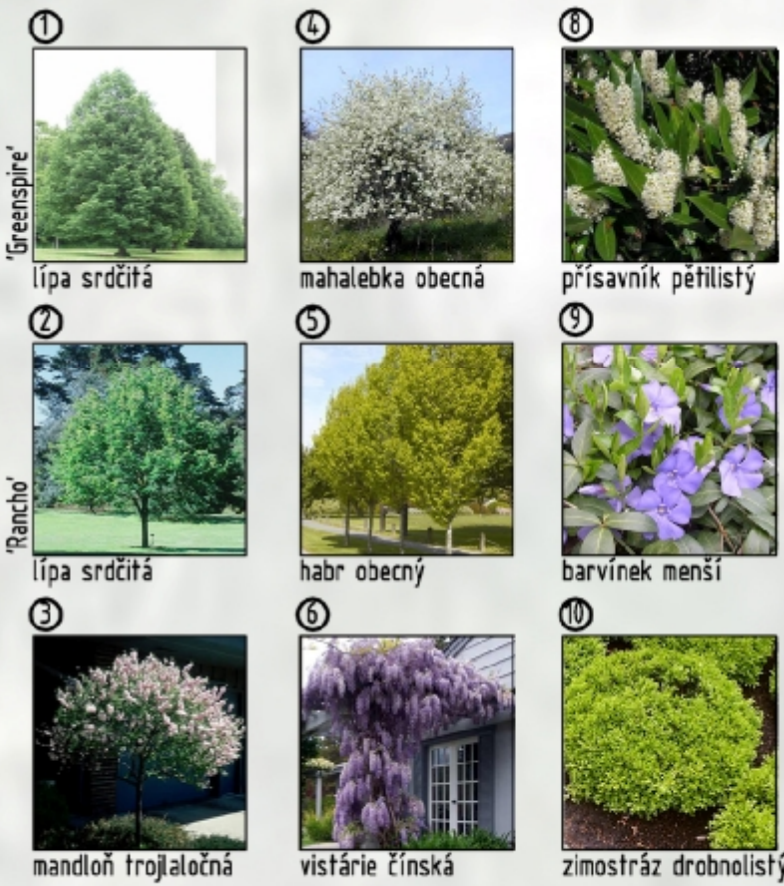 1
'Greenspire'
lípa srdčitá
4
mahalebka obecná
8
přísavník pětilistý
2
'Rancho'
lípa srdčitá
5
habr obecný
9
barvínek menší
3
mandloň trojlaločná
6
vistárie čínská
10
zimostráz drobnolistý